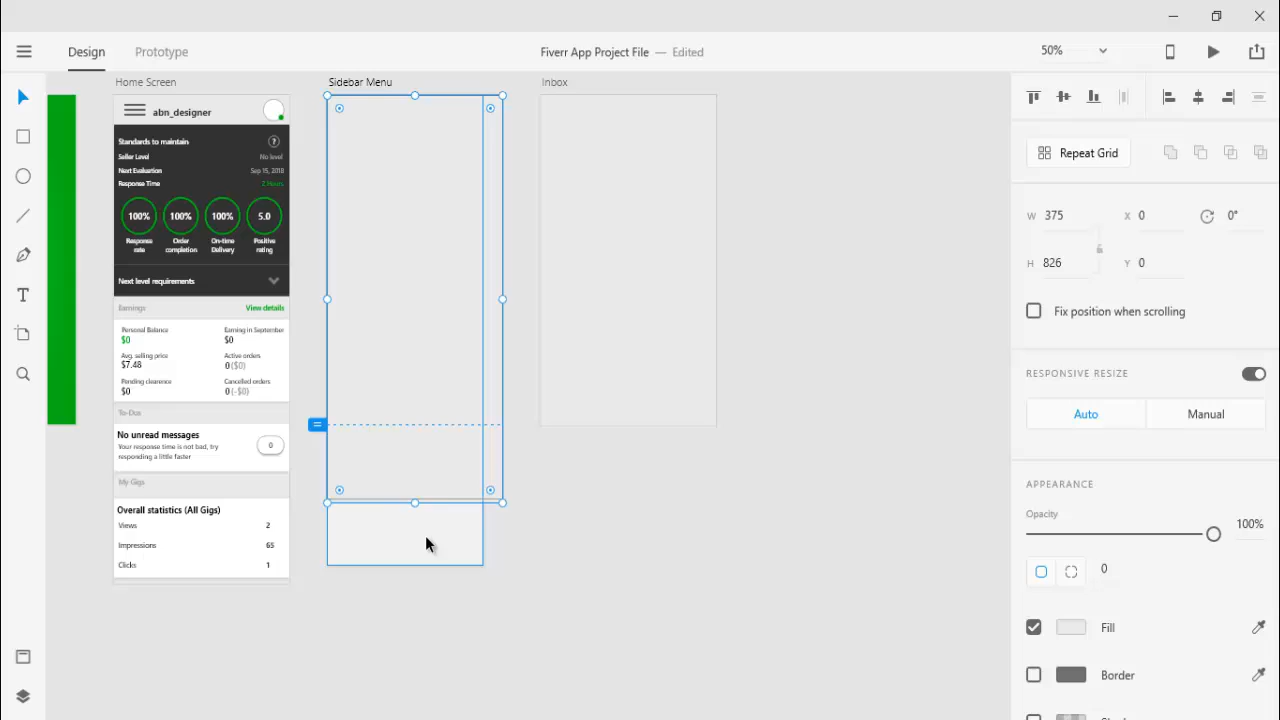 Design
Prototype
Fiverr App Project File — Edited
50%
Home Screen
Sidebar Menu
Inbox
abn_designer
Standards to maintain
?
Seller Level
No level
Next Evaluation
Sep 15, 2018
Response Time
2 Hours
100%
100%
100%
5.0
Response
rate
Order
completion
On-time
Delivery
Positive
rating
Next level requirements
Earnings
View details
Personal Balance
$0
Earning in September
$0
Avg. selling price
$7.48
Active orders
0 ($0)
Pending clearence
$0
Cancelled orders
0 (-$0)
To-Dus
No unread messages
Your response time is not bad, try
responding a little faster
0
My Gigs
Overall statistics (All Gigs)
Views
2
Impressions
65
Clicks
1
Repeat Grid
W 375
X 0
0°
H 826
Y 0
Fix position when scrolling
RESPONSIVE RESIZE
Auto
Manual
APPEARANCE
Opacity
100%
0
Fill
Border